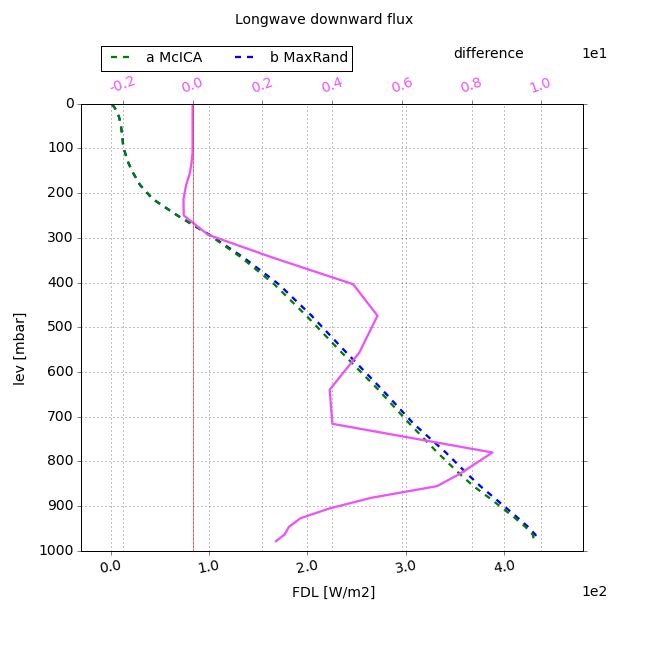 Longwave downward flux
a McICA b MaxRand difference 1e1
-0.2 0.0 0.2 0.4 0.6 0.8 1.0
0
100
200
300
400
500
600
700
800
900
1000
lev [mbar]
0.0 1.0 2.0 3.0 4.0
FDL [W/m2] 1e2